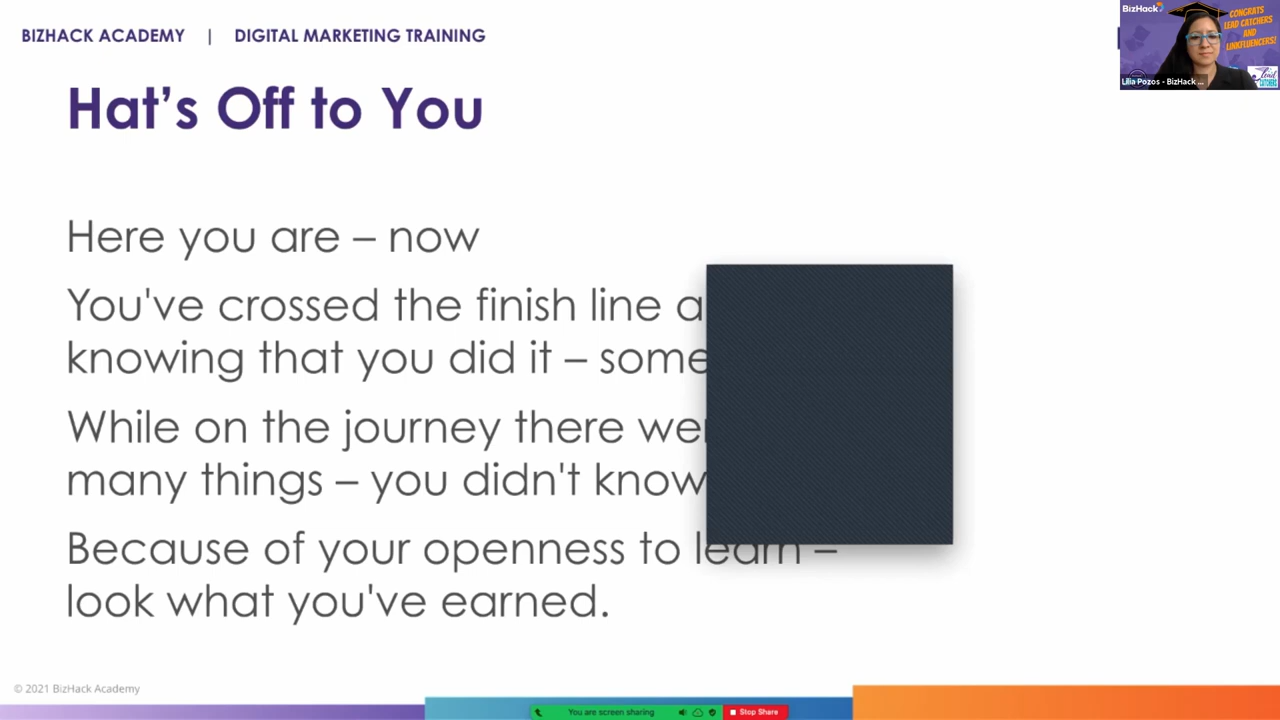 BIZHACK ACADEMY | DIGITAL MARKETING TRAINING
BizHack
CONGRATS
LEAD CATCHERS
AND
LINKFLUENCERS!
Lilia Pozos - BizHack ...
Hat’s Off to You
Here you are – now
You've crossed the finish line
knowing that you did it –
While on the journey there
many things – you didn't know
Because of your openness to learn –
look what you've earned.
© 2021 BizHack Academy
You are screen sharing
Stop Share